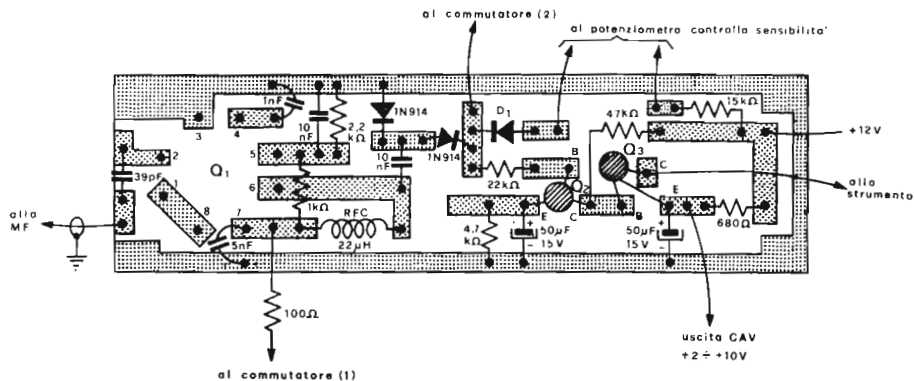 al commutatore (2)
al potenziometro controllo sensibilita'
1nF
3
4
10 nF
2,2 kΩ
1N914
D1
1N914
15kΩ
47kΩ
+12V
2
5
10 nF
Q1
39pF
1
6
1kΩ
22kΩ
B
Q2
Q3
C
allo strumento
alla MF
8
7
5nF
RFC
22µH
4,7 kΩ
E
C
+
50µF
15V
−
B
E
+
50µF
15V
−
680Ω
100Ω
uscita CAV
+2 ÷ +10V
al commutatore (1)